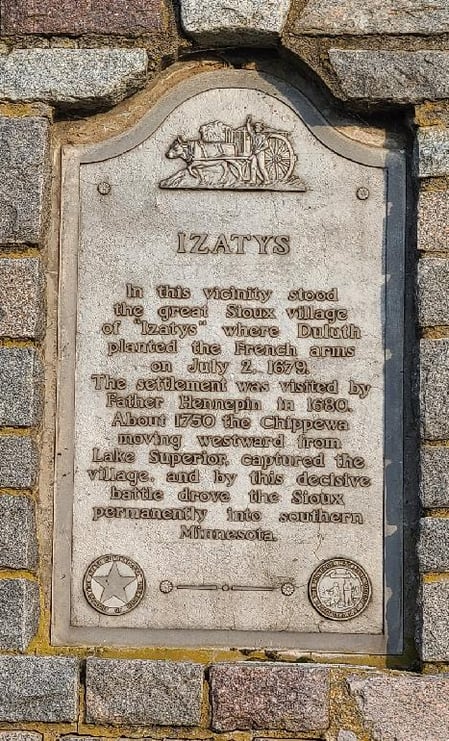 IZATYS
In this vicinity stood
the great Sioux village
of "Izatys" where Duluth
planted the French arms
on July 2, 1679.
The settlement was visited by
Father Hennepin in 1680.
About 1750 the Chippewa
moving westward from
Lake Superior, captured the
village, and by this decisive
battle drove the Sioux
permanently into southern
Minnesota.